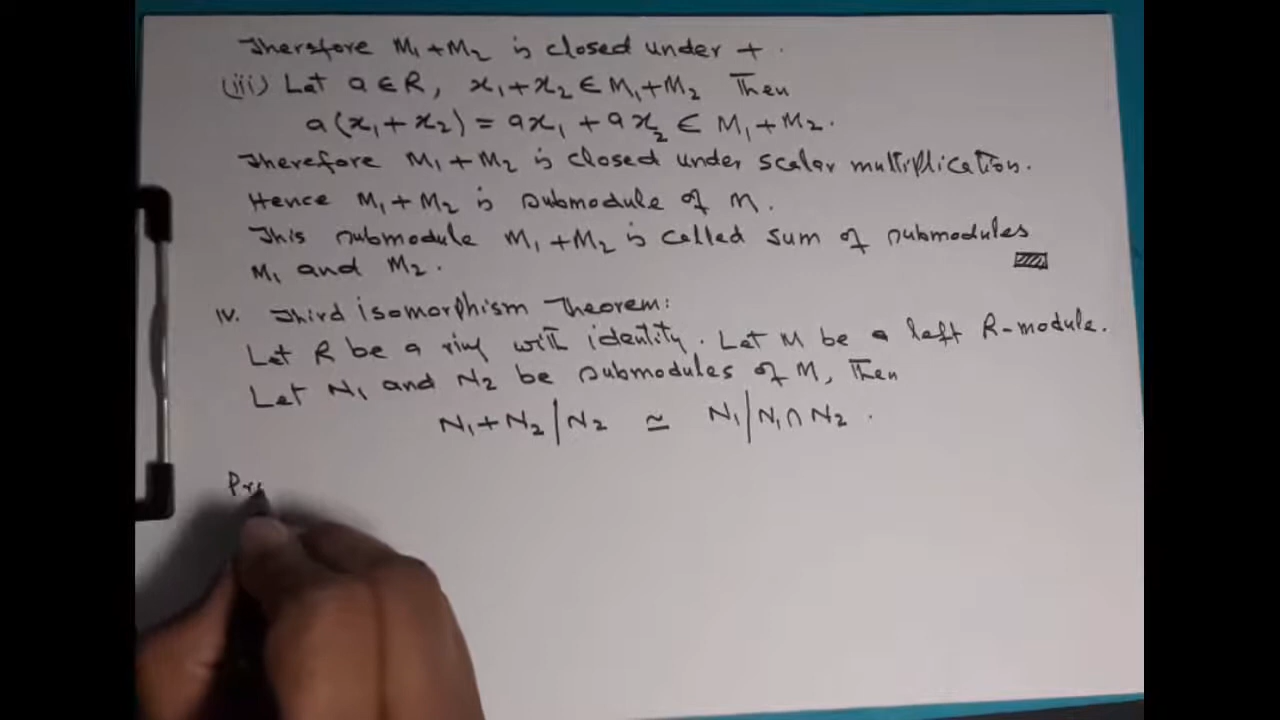 Therefore M₁+M₂ is closed under + .
(iii) Let a ∈ R, x₁+x₂ ∈ M₁+M₂ Then
a(x₁+x₂) = ax₁ + ax₂ ∈ M₁+M₂.
Therefore M₁+M₂ is closed under scalar multiplication.
Hence M₁+M₂ is submodule of M.
This submodule M₁+M₂ is called sum of submodules
M₁ and M₂.
IV. Third isomorphism Theorem:
Let R be a ring with identity. Let M be a left R-module.
Let N₁ and N₂ be submodules of M, Then
N₁+N₂/N₂ ≃ N₁/N₁∩N₂ .
Pro